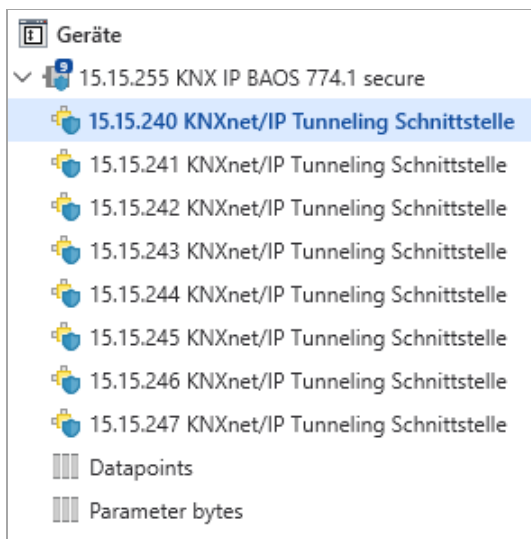 Geräte
9
15.15.255 KNX IP BAOS 774.1 secure
15.15.240 KNXnet/IP Tunneling Schnittstelle
15.15.241 KNXnet/IP Tunneling Schnittstelle
15.15.242 KNXnet/IP Tunneling Schnittstelle
15.15.243 KNXnet/IP Tunneling Schnittstelle
15.15.244 KNXnet/IP Tunneling Schnittstelle
15.15.245 KNXnet/IP Tunneling Schnittstelle
15.15.246 KNXnet/IP Tunneling Schnittstelle
15.15.247 KNXnet/IP Tunneling Schnittstelle
Datapoints
Parameter bytes